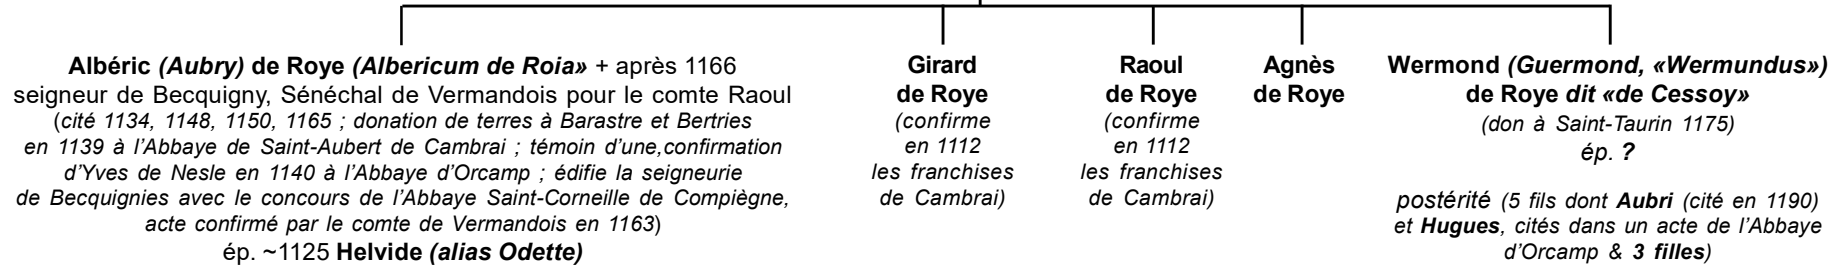 Albéric (Aubry) de Roye (Albericum de Roia» + après 1166
seigneur de Becquigny, Sénéchal de Vermandois pour le comte Raoul
(cité 1134, 1148, 1150, 1165 ; donation de terres à Barastre et Bertries
en 1139 à l’Abbaye de Saint-Aubert de Cambrai ; témoin d’une,confirmation
d’Yves de Nesle en 1140 à l’Abbaye d’Orcamp ; édifie la seigneurie
de Becquignies avec le concours de l’Abbaye Saint-Corneille de Compiègne,
acte confirmé par le comte de Vermandois en 1163)
ép. ~1125 Helvide (alias Odette)
Girard
de Roye
(confirme
en 1112
les franchises
de Cambrai)
Raoul
de Roye
(confirme
en 1112
les franchises
de Cambrai)
Agnès
de Roye
Wermond (Guermond, «Wermundus»)
de Roye dit «de Cessoy»
(don à Saint-Taurin 1175)
ép. ?
postérité (5 fils dont Aubri (cité en 1190)
et Hugues, cités dans un acte de l’Abbaye
d’Orcamp & 3 filles)